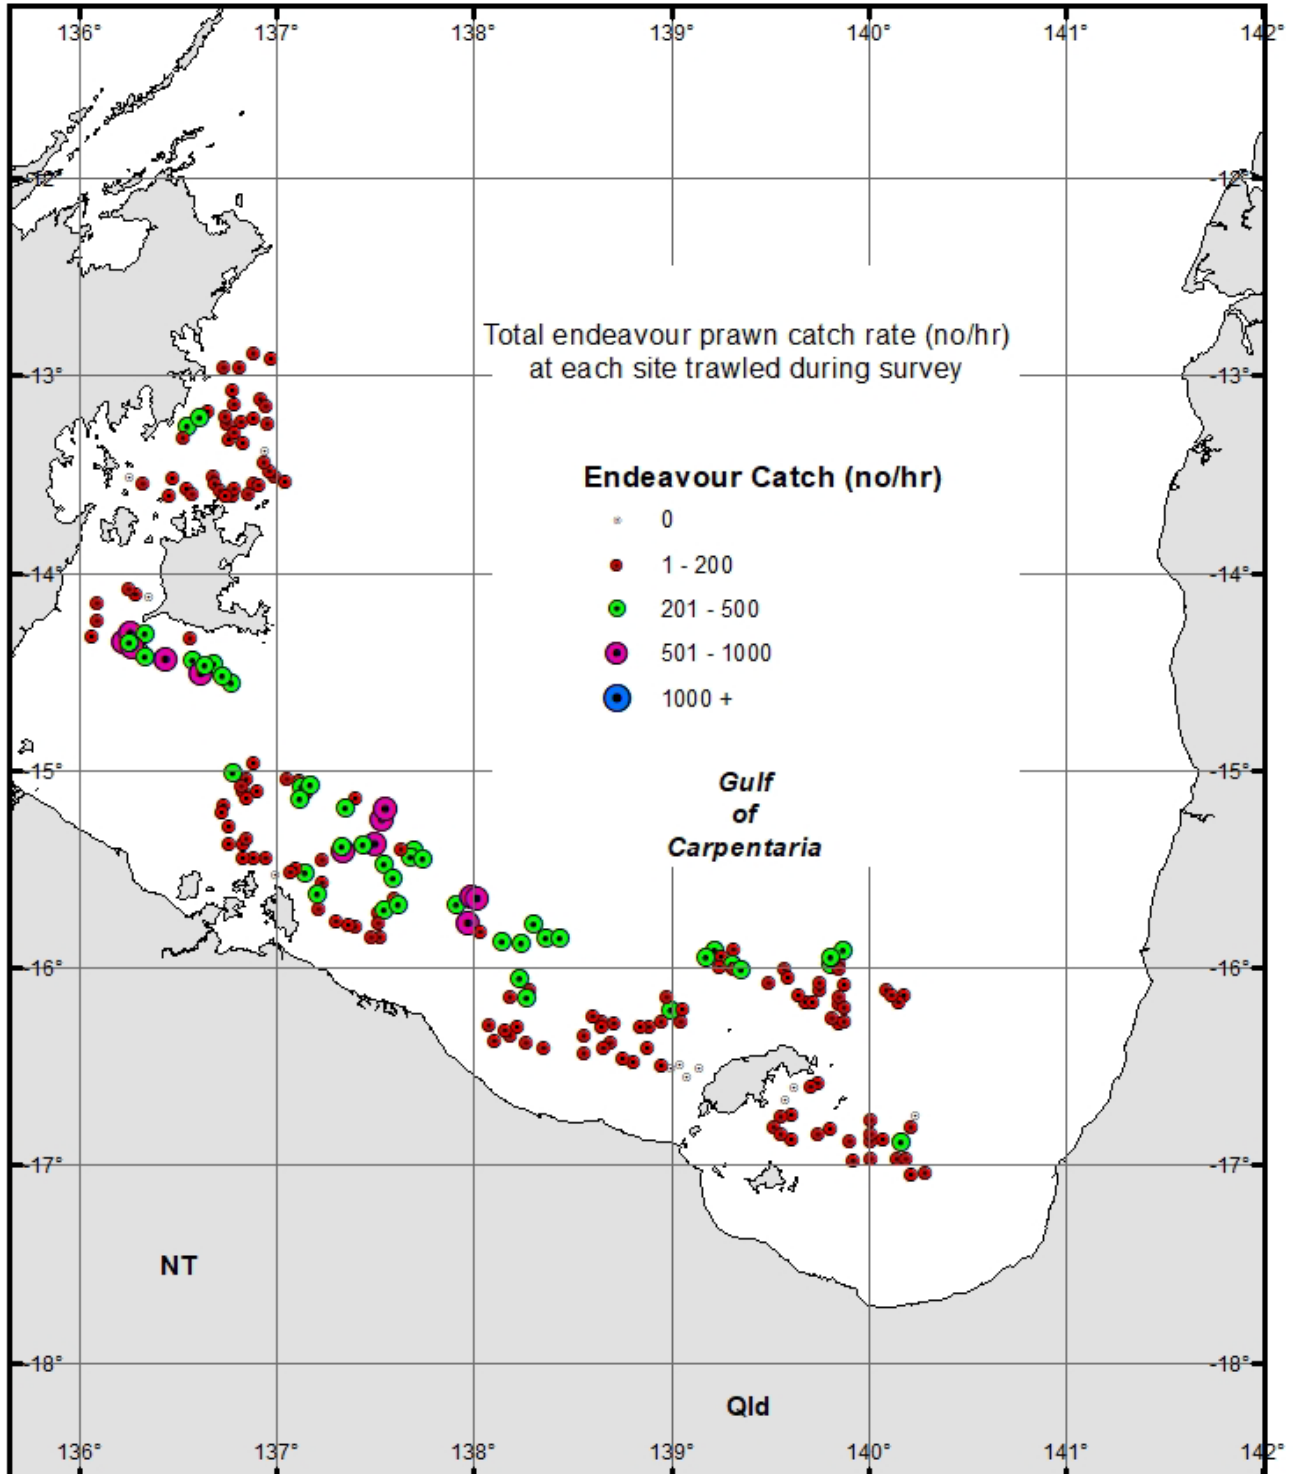 136° 137° 138° 139° 140° 141° 142°
-12° -12°
Total endeavour prawn catch rate (no/hr)
at each site trawled during survey
-13° -13°
Endeavour Catch (no/hr)
0
1 - 200
-14° -14°
201 - 500
501 - 1000
1000 +
-15° -15°
Gulf
of
Carpentaria
-16° -16°
-17° -17°
NT
-18° -18°
Qld
136° 137° 138° 139° 140° 141° 142°